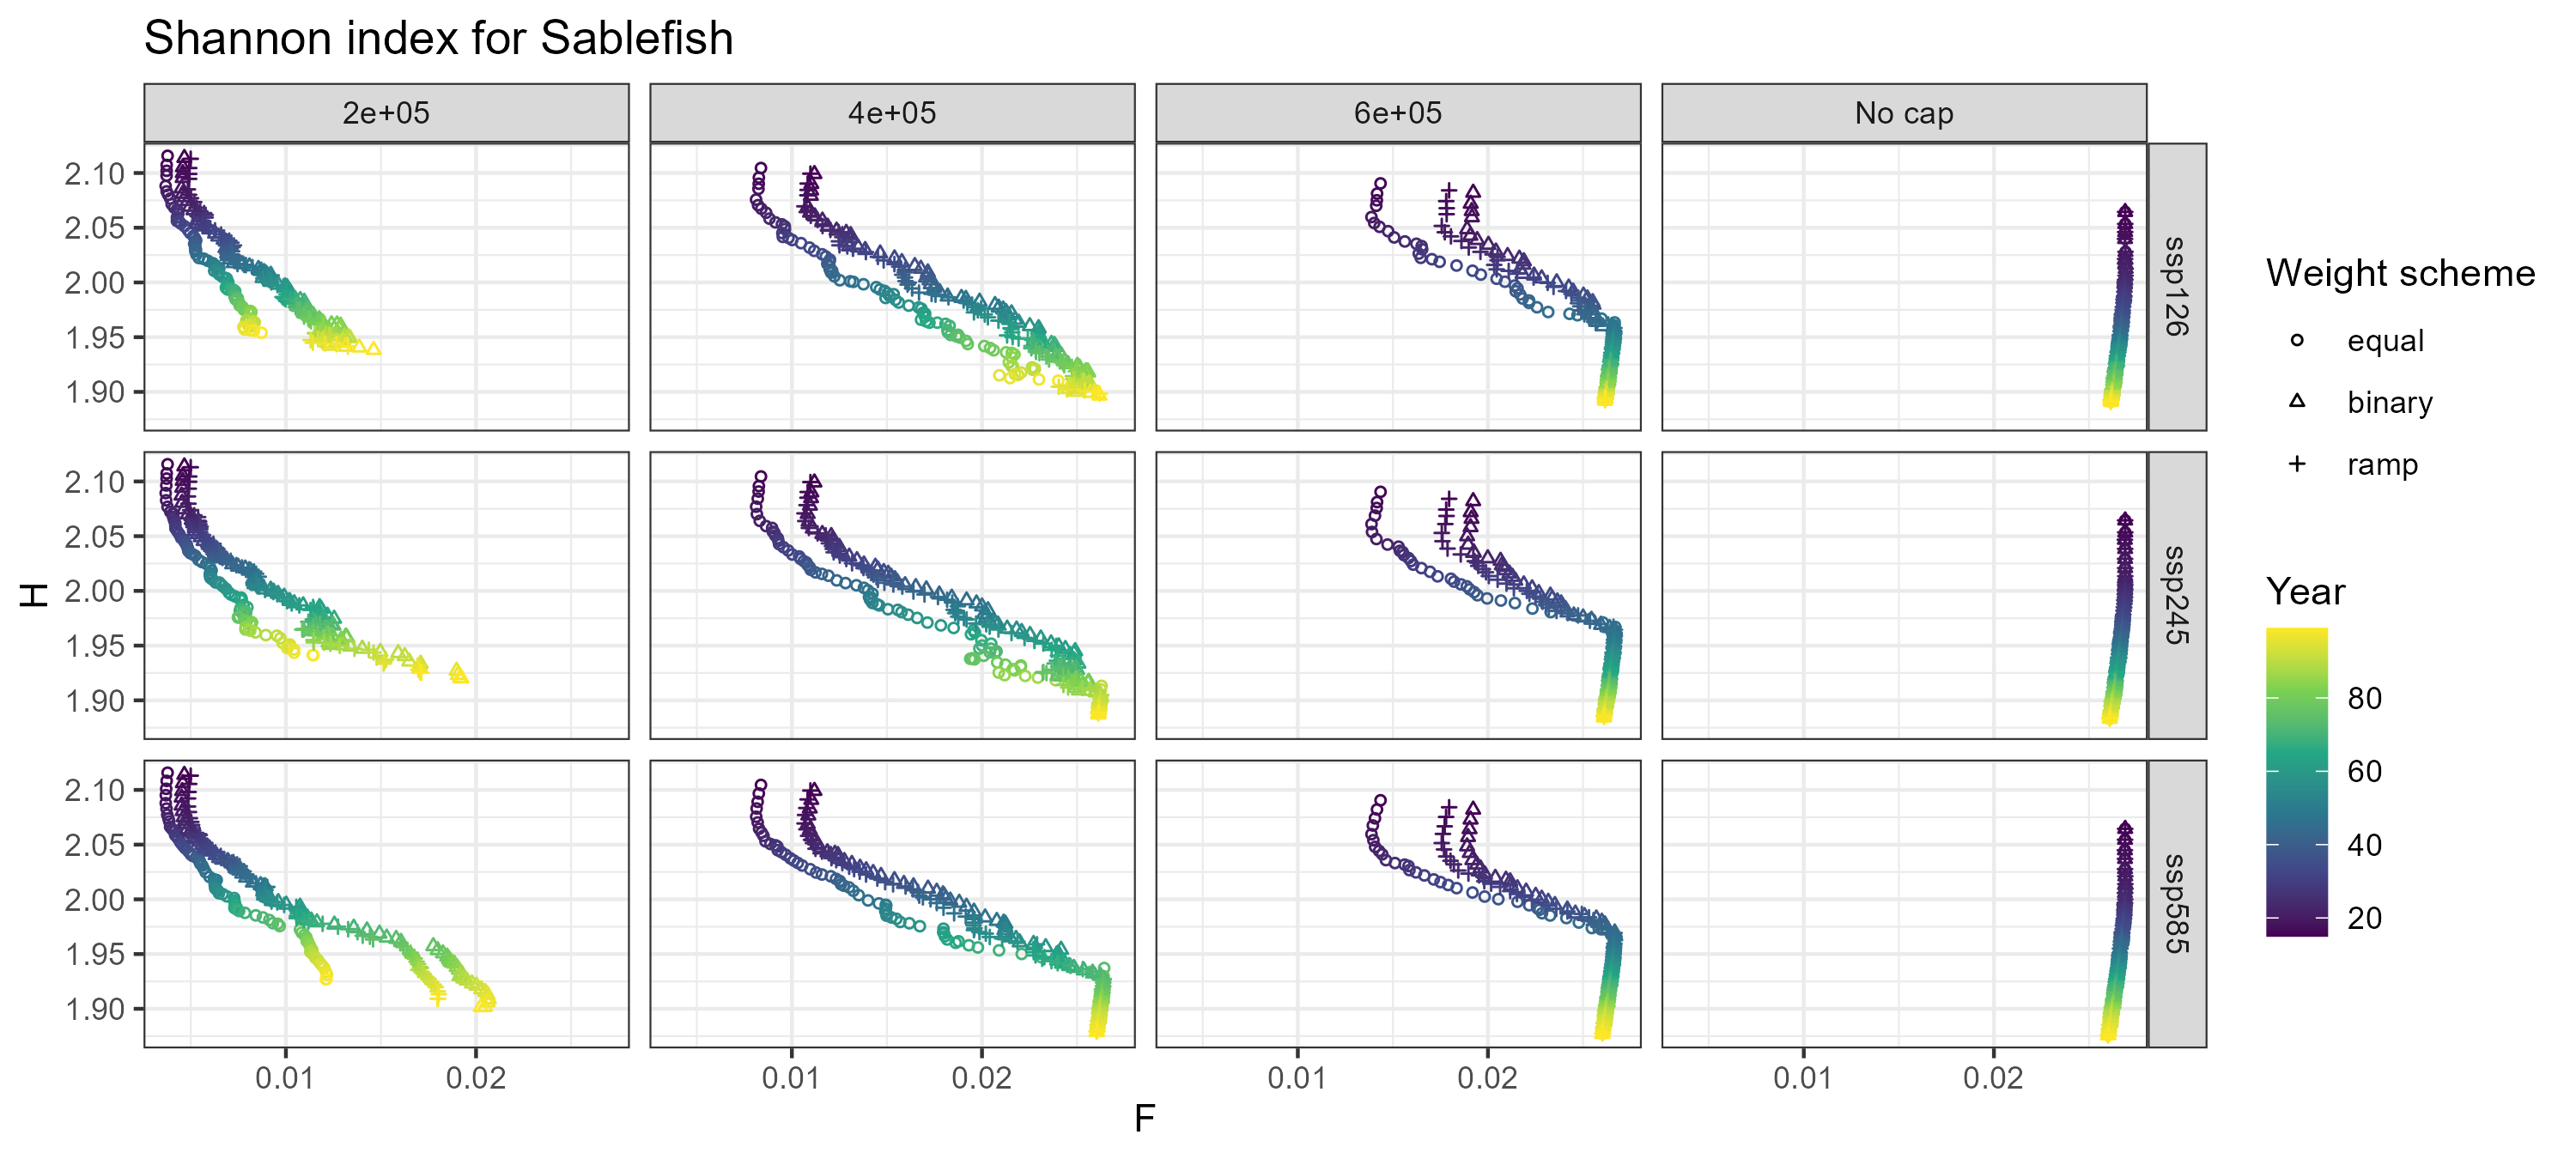 Shannon index for Sablefish
2e+05
4e+05
6e+05
No cap
2.10
2.05
2.00
1.95
1.90
ssp126
2.10
2.05
2.00
1.95
1.90
ssp245
2.10
2.05
2.00
1.95
1.90
ssp585
H
0.01
0.02
0.01
0.02
0.01
0.02
0.01
0.02
F
Weight scheme
equal
binary
ramp
Year
80
60
40
20